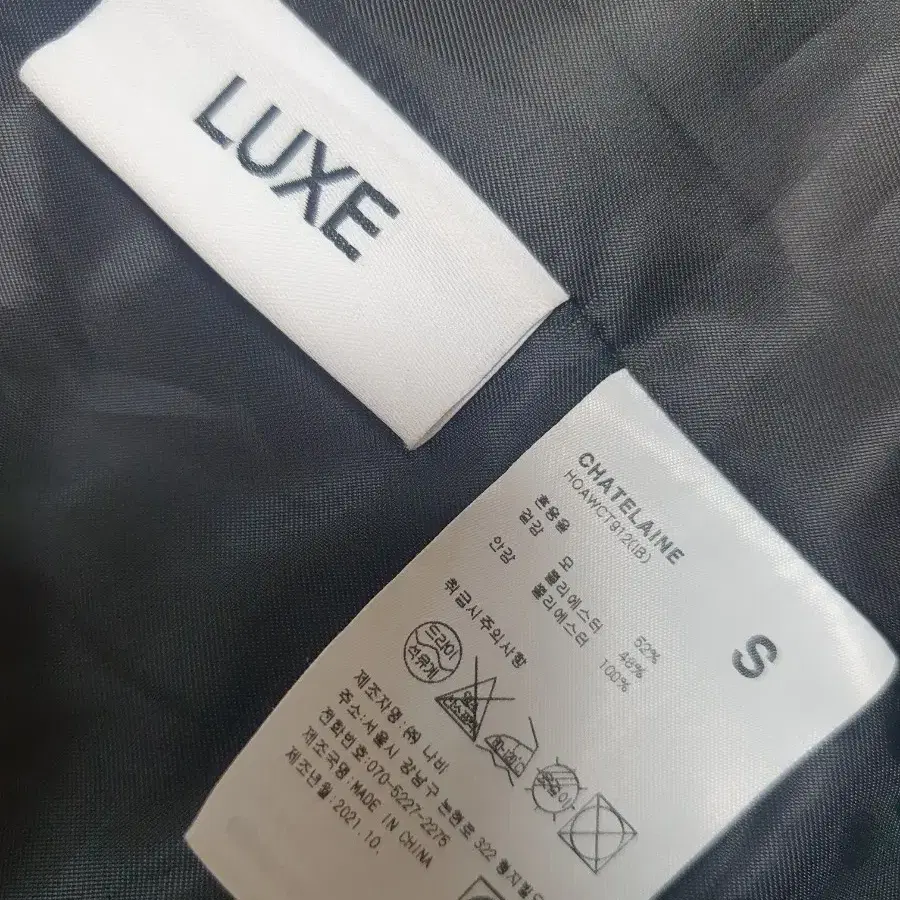 LUXE
CHATELAINE
HOAWCT912(IB)
S
혼용율
겉감 모 52%
폴리에스터 48%
안감 폴리에스터 100%
취급시주의사항
드라이
석유계
제조자명:㈜ 나비
주소:서울시 강남구 논현로 322
전화번호:070-5227-2276
제조국명:MADE IN CHINA
제조년월:2021.10.